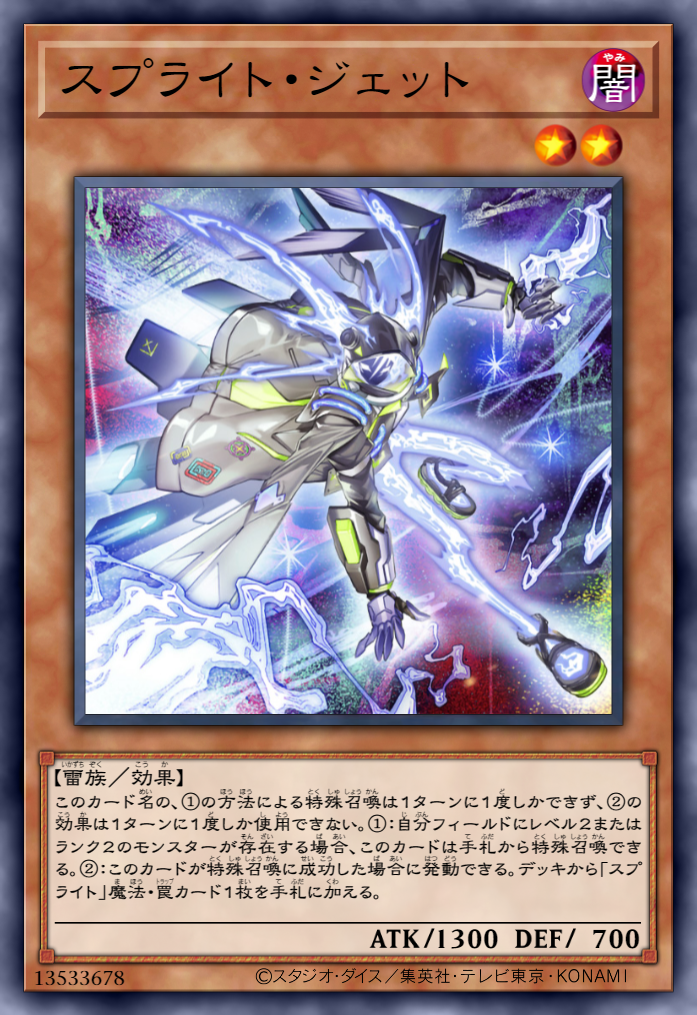 スプライト・ジェット
やみ
闇
【雷族／効果】
このカード名の、①の方法による特殊召喚は1ターンに1度しかできず、②の
効果は1ターンに1度しか使用できない。①:自分フィールドにレベル2または
ランク2のモンスターが存在する場合、このカードは手札から特殊召喚でき
る。②:このカードが特殊召喚に成功した場合に発動できる。デッキから「スプ
ライト」魔法・罠カード1枚を手札に加える。
ATK/1300 DEF/ 700
13533678 ©スタジオ・ダイス／集英社・テレビ東京・KONAMI